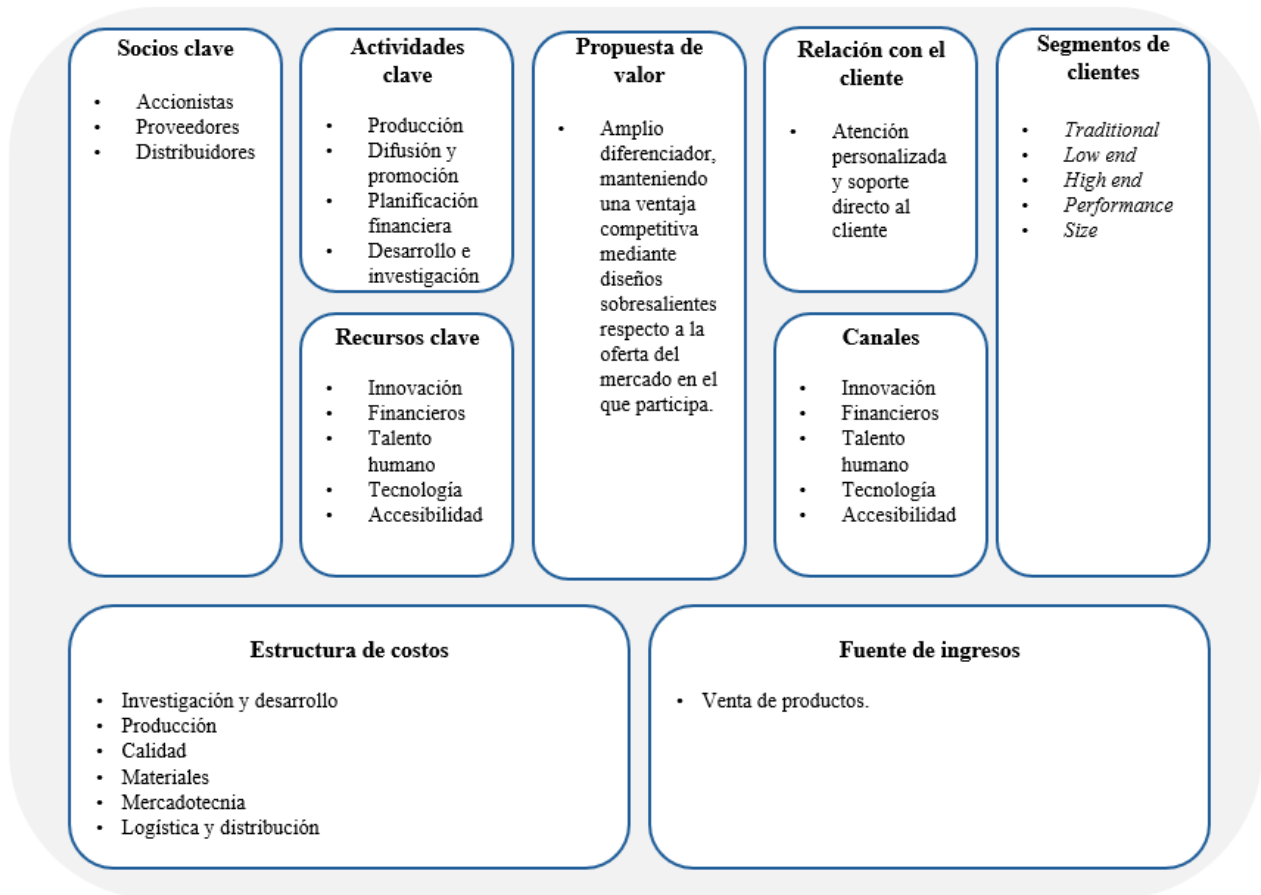 Socios clave
• Accionistas
• Proveedores
• Distribuidores
Actividades
clave
• Producción
• Difusión y
promoción
• Planificación
financiera
• Desarrollo e
investigación
Recursos clave
• Innovación
• Financieros
• Talento
humano
• Tecnología
• Accesibilidad
Propuesta de
valor
• Amplio
diferenciador,
manteniendo
una ventaja
competitiva
mediante
diseños
sobresalientes
respecto a la
oferta del
mercado en el
que participa.
Relación con el
cliente
• Atención
personalizada
y soporte
directo al
cliente
Canales
• Innovación
• Financieros
• Talento
humano
• Tecnología
• Accesibilidad
Segmentos de
clientes
• Traditional
• Low end
• High end
• Performance
• Size
Estructura de costos
• Investigación y desarrollo
• Producción
• Calidad
• Materiales
• Mercadotecnia
• Logística y distribución
Fuente de ingresos
• Venta de productos.